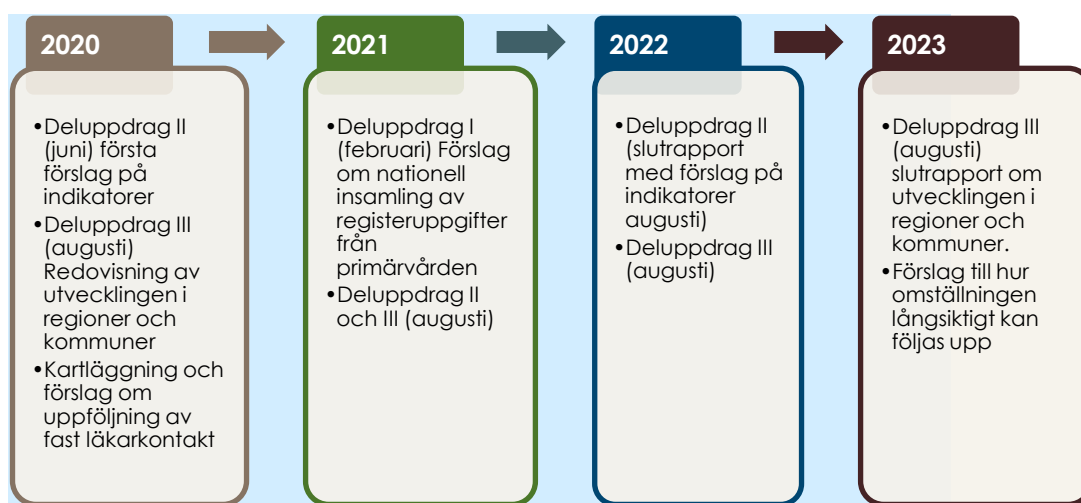 2020
•Deluppdrag II
(juni) första
förslag på
indikatorer
•Deluppdrag III
(augusti)
Redovisning av
utvecklingen i
regioner och
kommuner
•Kartläggning och
förslag om
uppföljning av
fast läkarkontakt
2021
•Deluppdrag I
(februari) Förslag
om nationell
insamling av
registeruppgifter
från
primärvården
•Deluppdrag II
och III (augusti)
2022
•Deluppdrag II
(slutrapport
med förslag på
indikatorer
augusti)
•Deluppdrag III
(augusti)
2023
•Deluppdrag III
(augusti)
slutrapport om
utvecklingen i
regioner och
kommuner.
•Förslag till hur
omställningen
långsiktigt kan
följas upp